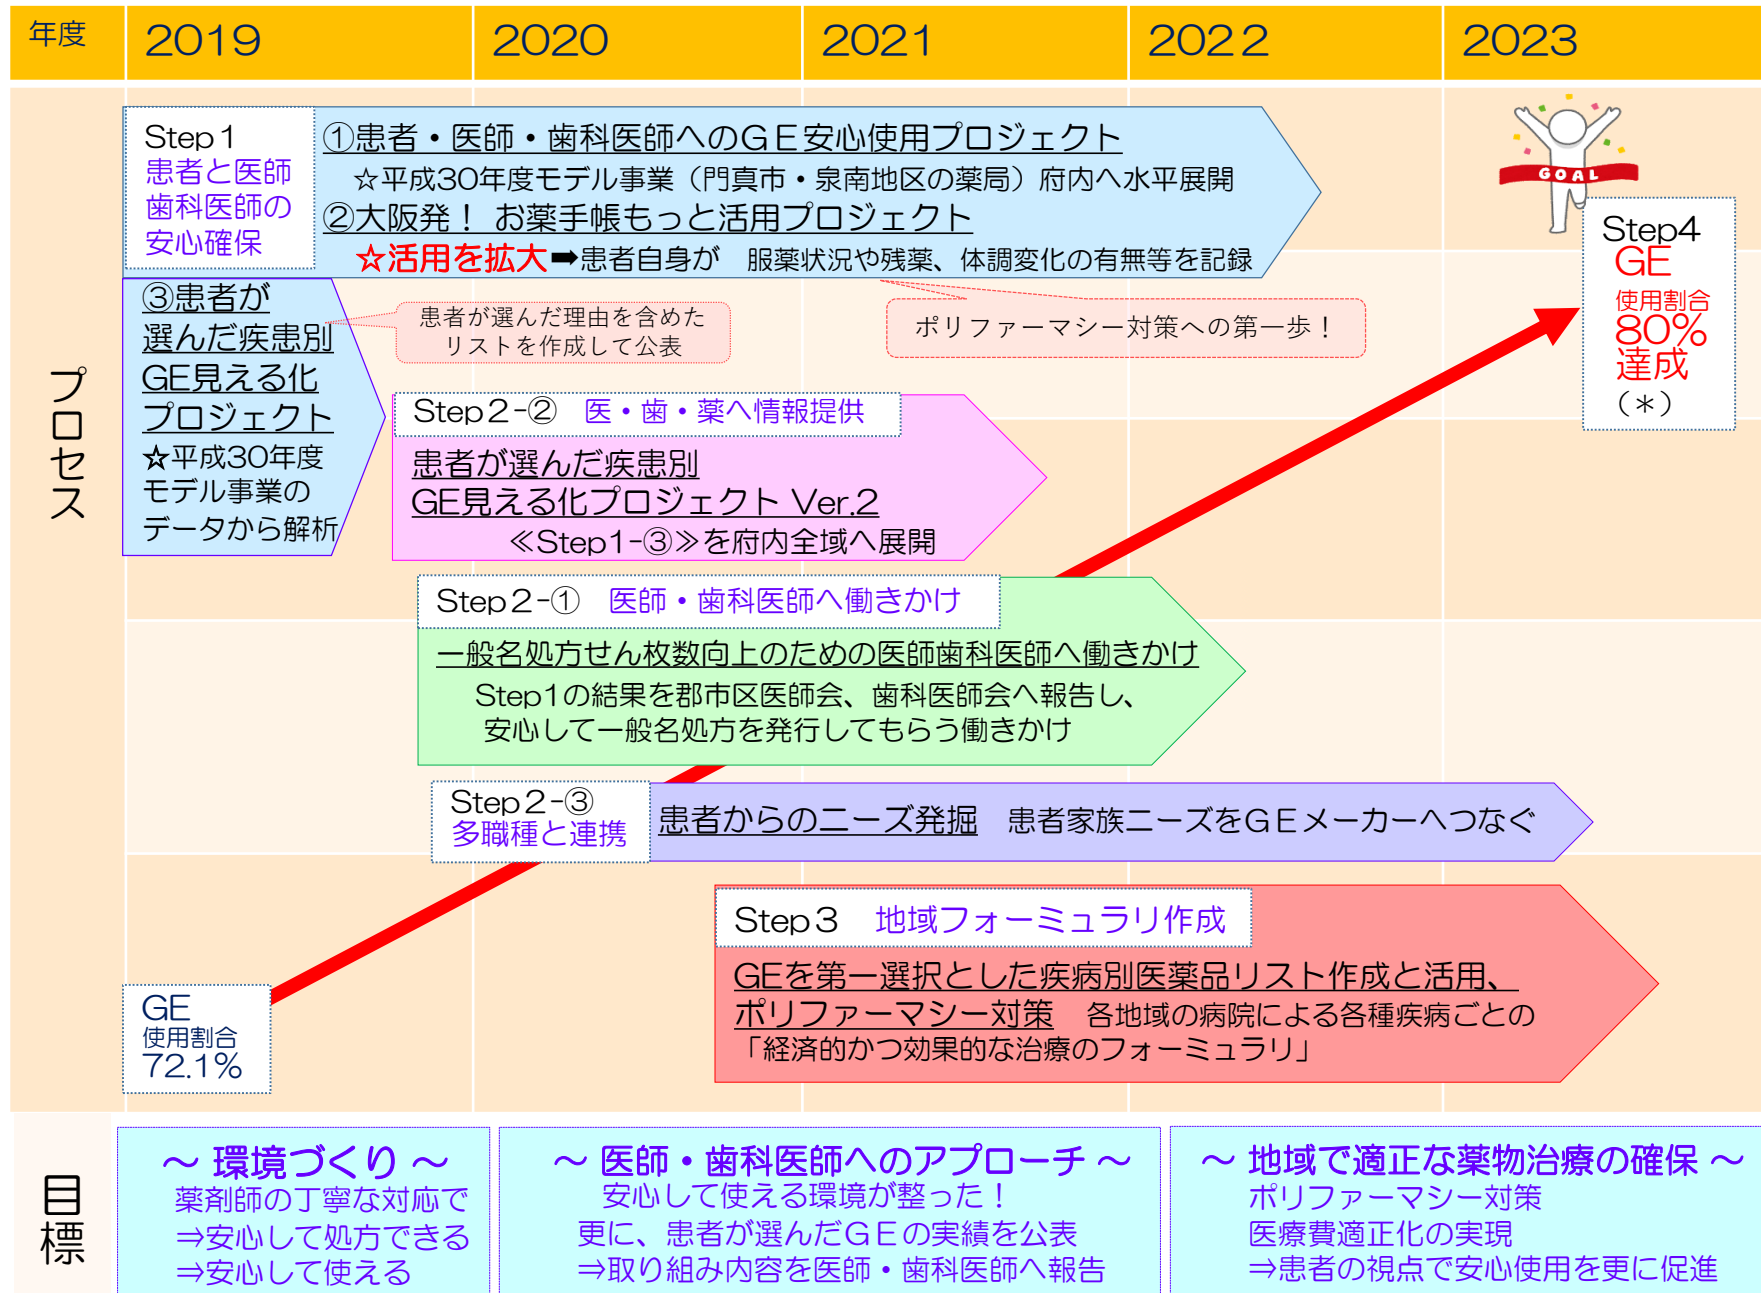 年度
2019
2020
2021
2022
2023
プロセス
Step1
患者と医師
歯科医師の
安心確保
①患者・医師・歯科医師へのGE安心使用プロジェクト
☆平成30年度モデル事業（門真市・泉南地区の薬局）府内へ水平展開
②大阪発！ お薬手帳もっと活用プロジェクト
☆活用を拡大➡患者自身が 服薬状況や残薬、体調変化の有無等を記録
③患者が
選んだ疾患別
GE見える化
プロジェクト
☆平成30年度
モデル事業の
データから解析
患者が選んだ理由を含めた
リストを作成して公表
ポリファーマシー対策への第一歩！
GOAL
Step4
GE
使用割合
80%
達成
（＊）
Step2-② 医・歯・薬へ情報提供
患者が選んだ疾患別
GE見える化プロジェクト Ver.2
≪Step1-③≫を府内全域へ展開
Step2-① 医師・歯科医師へ働きかけ
一般名処方せん枚数向上のための医師歯科医師へ働きかけ
Step1の結果を郡市区医師会、歯科医師会へ報告し、
安心して一般名処方を発行してもらう働きかけ
Step2-③
多職種と連携
患者からのニーズ発掘 患者家族ニーズをGEメーカーへつなぐ
Step3 地域フォーミュラリ作成
GEを第一選択とした疾病別医薬品リスト作成と活用、
ポリファーマシー対策 各地域の病院による各種疾病ごとの
「経済的かつ効果的な治療のフォーミュラリ」
GE
使用割合
72.1%
目標
～ 環境づくり ～
薬剤師の丁寧な対応で
⇒安心して処方できる
⇒安心して使える
～ 医師・歯科医師へのアプローチ ～
安心して使える環境が整った！
更に、患者が選んだGEの実績を公表
⇒取り組み内容を医師・歯科医師へ報告
～ 地域で適正な薬物治療の確保 ～
ポリファーマシー対策
医療費適正化の実現
⇒患者の視点で安心使用を更に促進